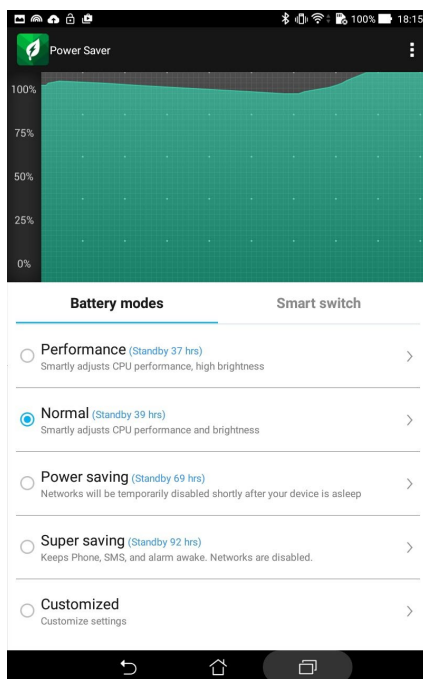 100% 18:15
Power Saver
100%
75%
50%
25%
0%
Battery modes Smart switch
Performance (Standby 37 hrs)
Smartly adjusts CPU performance, high brightness
Normal (Standby 39 hrs)
Smartly adjusts CPU performance and brightness
Power saving (Standby 69 hrs)
Networks will be temporarily disabled shortly after your device is asleep
Super saving (Standby 92 hrs)
Keeps Phone, SMS, and alarm awake. Networks are disabled.
Customized
Customize settings